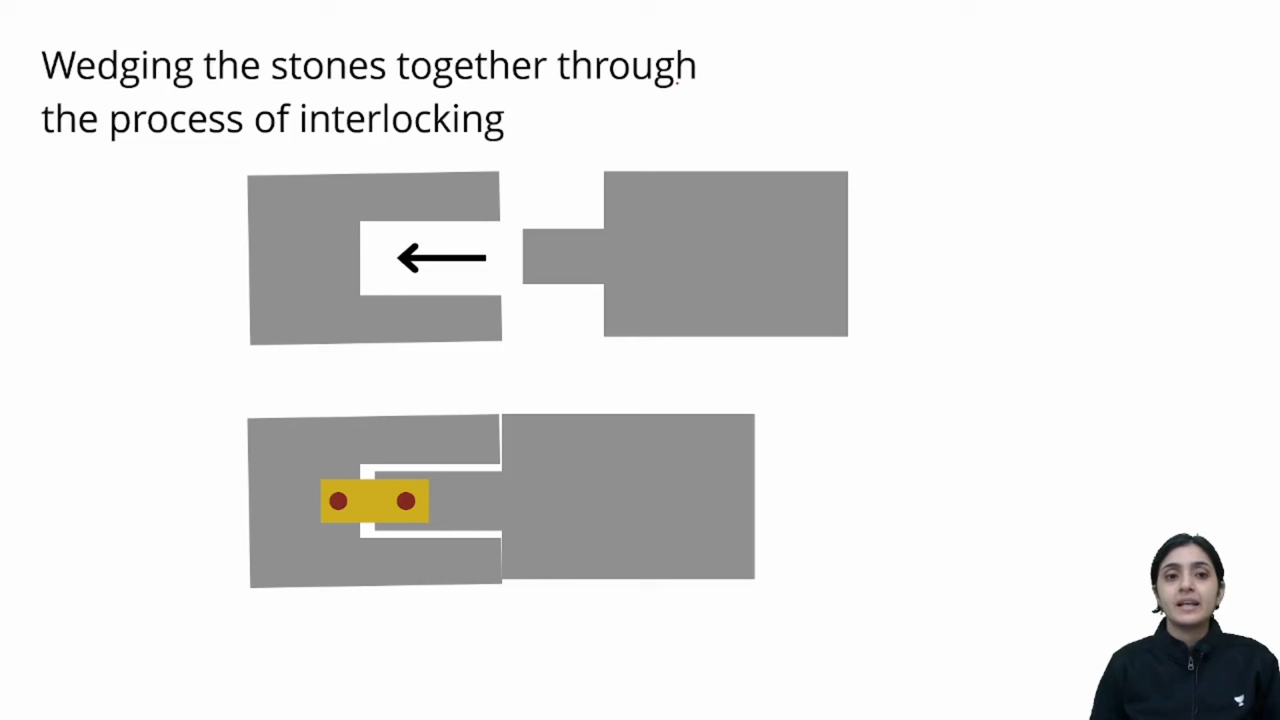 Wedging the stones together through
the process of interlocking